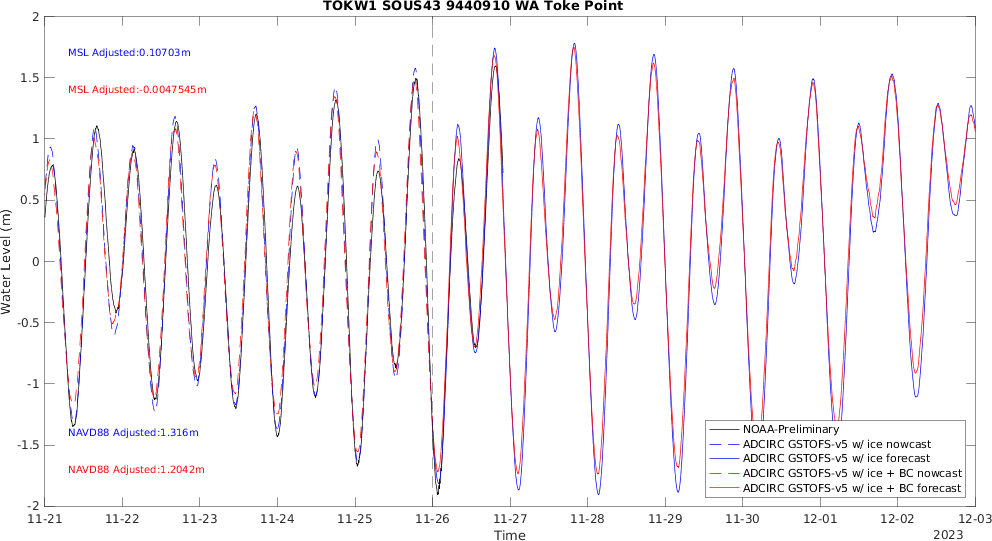 TOKW1 SOUS43 9440910 WA Toke Point
MSL Adjusted:0.10703m
MSL Adjusted:-0.0047545m
NAVD88 Adjusted:1.316m
NAVD88 Adjusted:1.2042m
Water Level (m)
2
1.5
1
0.5
0
-0.5
-1
-1.5
-2
NOAA-Preliminary
ADCIRC GSTOFS-v5 w/ ice nowcast
ADCIRC GSTOFS-v5 w/ ice forecast
ADCIRC GSTOFS-v5 w/ ice + BC nowcast
ADCIRC GSTOFS-v5 w/ ice + BC forecast
11-21 11-22 11-23 11-24 11-25 11-26 11-27 11-28 11-29 11-30 12-01 12-02 12-03
Time
2023